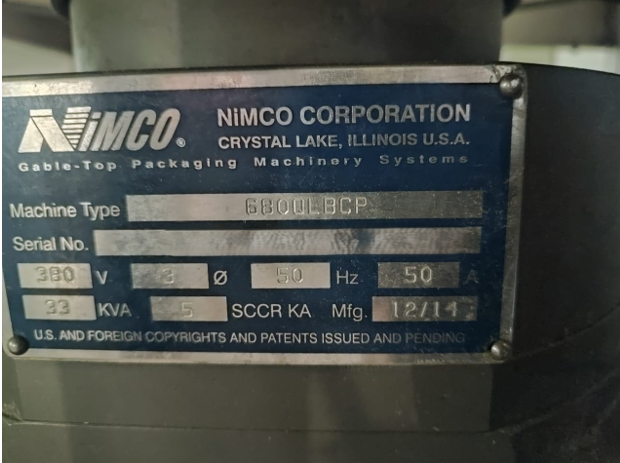 NiMCO® NiMCO CORPORATION
CRYSTAL LAKE, ILLINOIS U.S.A.
Gable-Top Packaging Machinery Systems
Machine Type
Serial No.
380 V 3 Ø 50 Hz 50 A
33 KVA 5 SCCR KA Mfg. 12/14
U.S. AND FOREIGN COPYRIGHTS AND PATENTS ISSUED AND PENDING